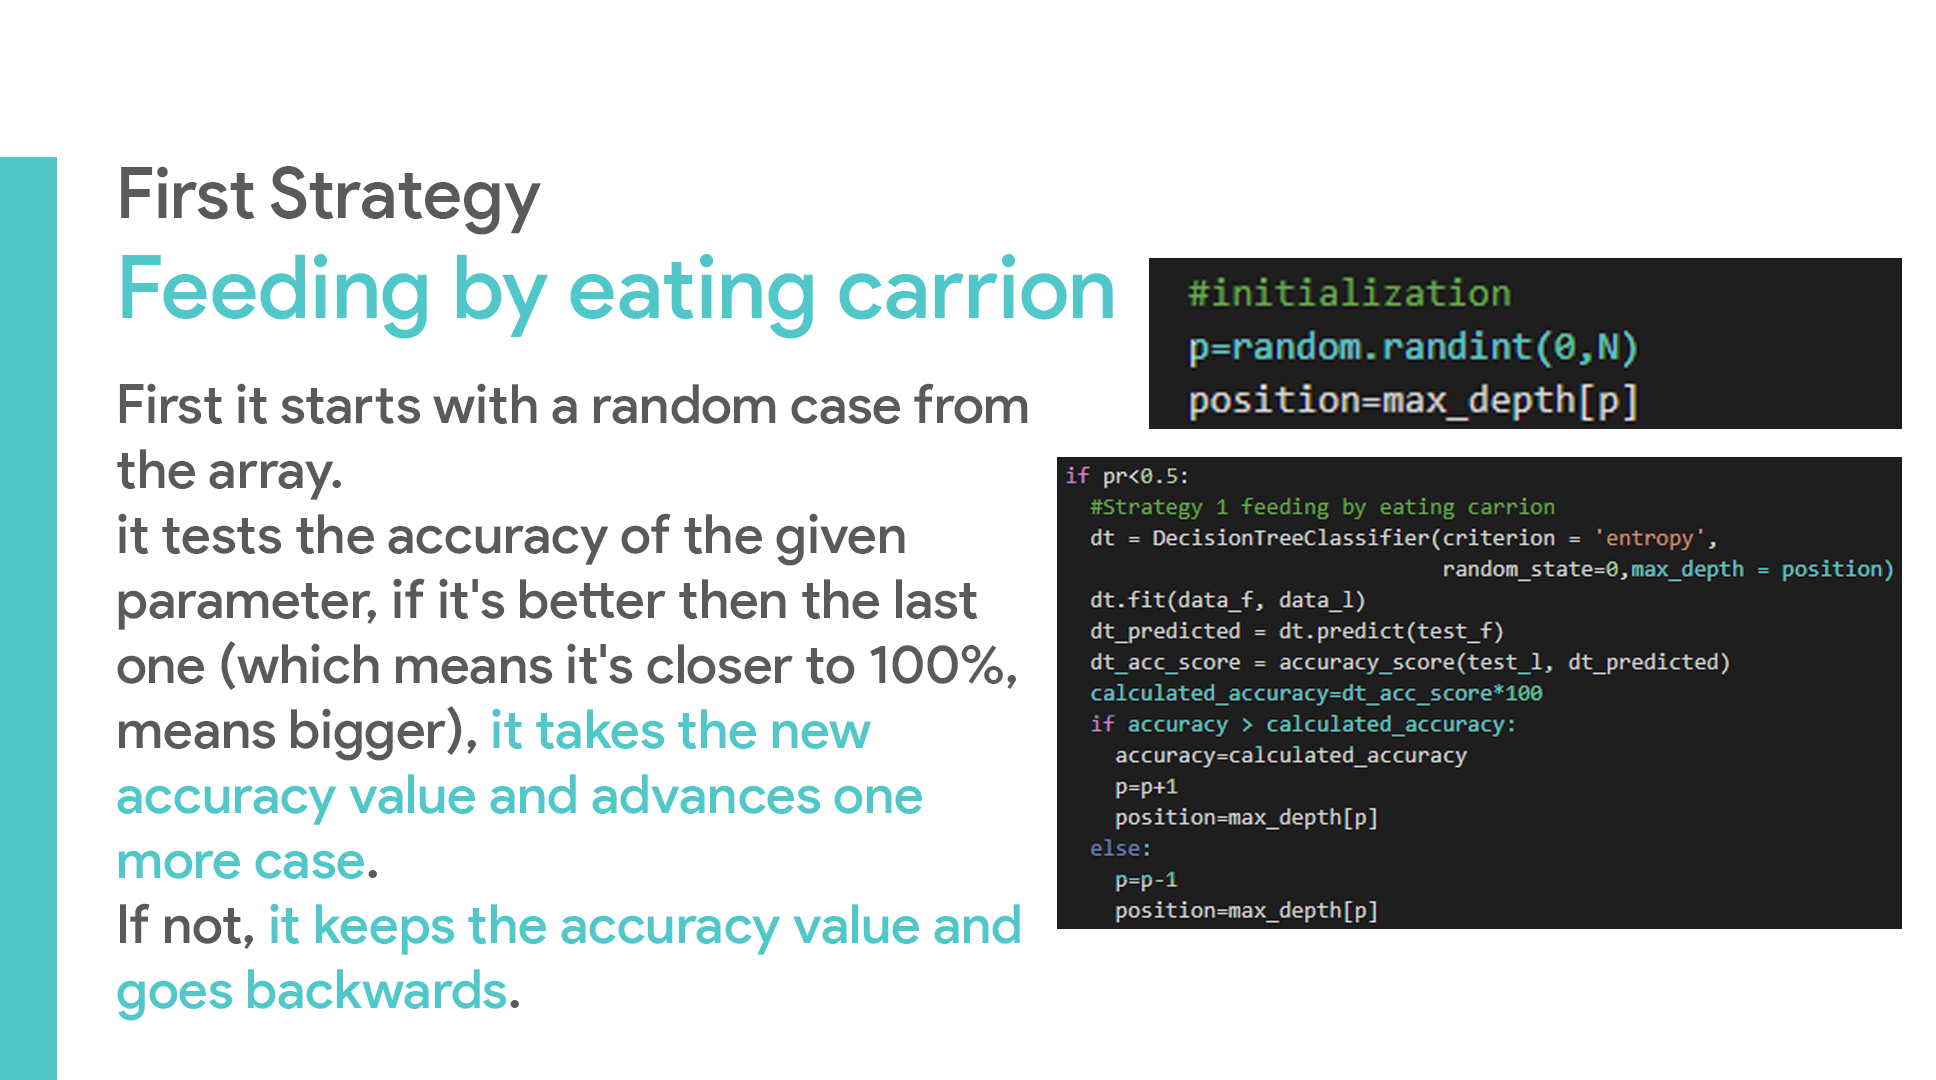 First Strategy
Feeding by eating carrion
First it starts with a random case from
the array.
it tests the accuracy of the given
parameter, if it's better then the last
one (which means it's closer to 100%,
means bigger), it takes the new
accuracy value and advances one
more case.
If not, it keeps the accuracy value and
goes backwards.
#initialization
p=random.randint(0,N)
position=max_depth[p]
if pr<0.5:
#Strategy 1 feeding by eating carrion
dt = DecisionTreeClassifier(criterion = 'entropy',
random_state=0,max_depth = position)
dt.fit(data_f, data_l)
dt_predicted = dt.predict(test_f)
dt_acc_score = accuracy_score(test_l, dt_predicted)
calculated_accuracy=dt_acc_score*100
if accuracy > calculated_accuracy:
accuracy=calculated_accuracy
p=p+1
position=max_depth[p]
else:
p=p-1
position=max_depth[p]